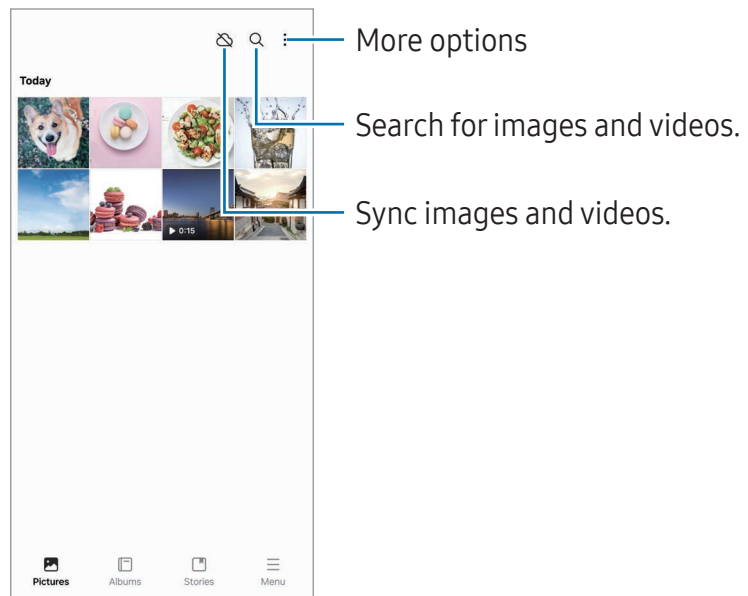 More options
Today
Search for images and videos.
Sync images and videos.
0:15
Pictures
Albums
Stories
Menu